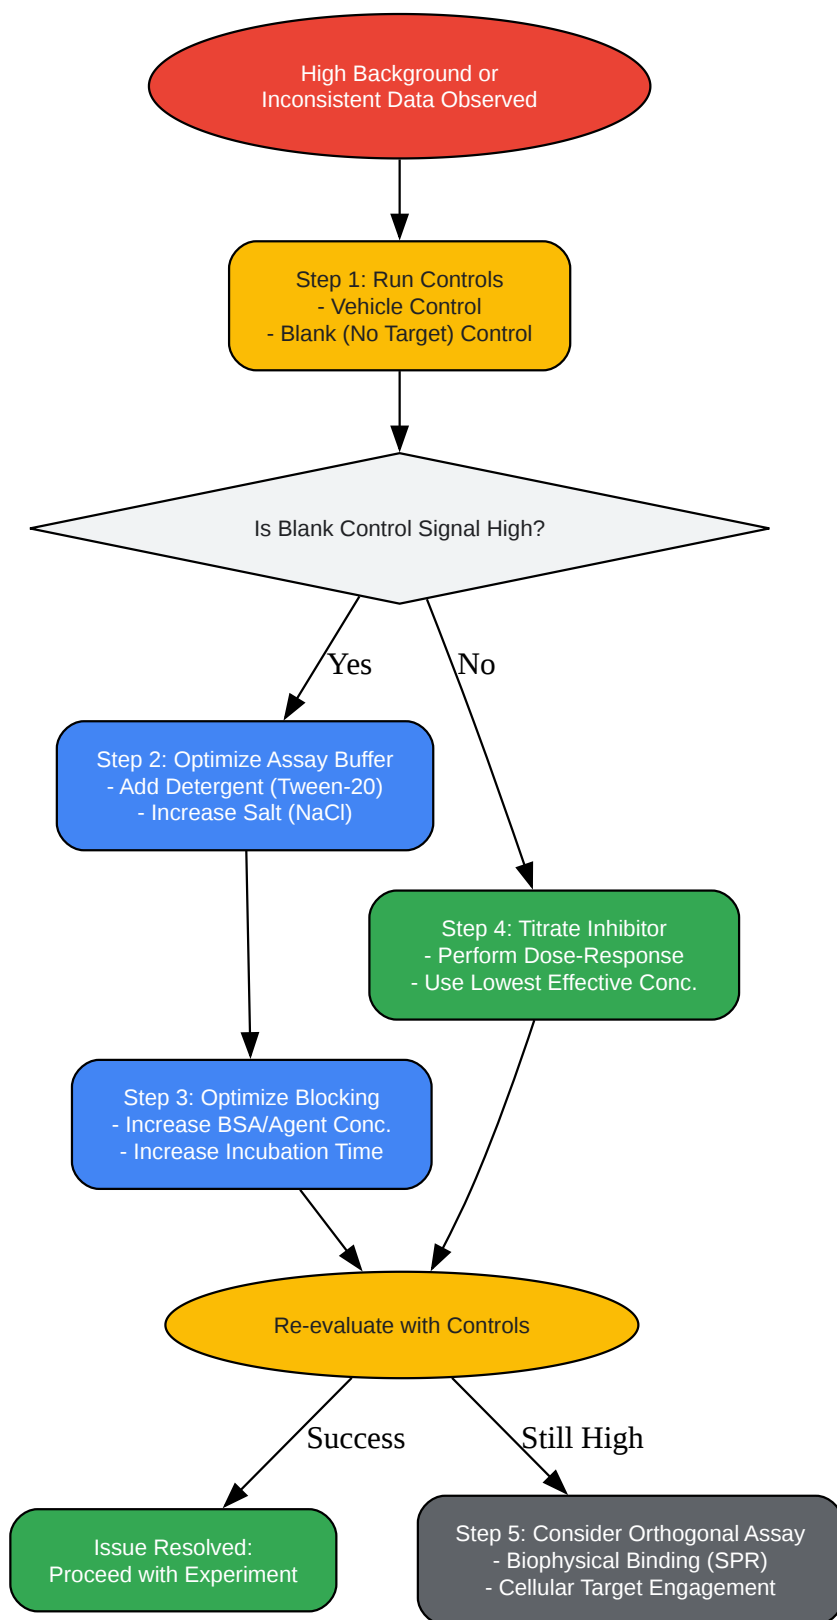 High Background or
Inconsistent Data Observed
Step 1: Run Controls
- Vehicle Control
- Blank (No Target) Control
Is Blank Control Signal High?
Yes
No
Step 2: Optimize Assay Buffer
- Add Detergent (Tween-20)
- Increase Salt (NaCl)
Step 4: Titrate Inhibitor
- Perform Dose-Response
- Use Lowest Effective Conc.
Step 3: Optimize Blocking
- Increase BSA/Agent Conc.
- Increase Incubation Time
Re-evaluate with Controls
Success
Still High
Issue Resolved:
Proceed with Experiment
Step 5: Consider Orthogonal Assay
- Biophysical Binding (SPR)
- Cellular Target Engagement